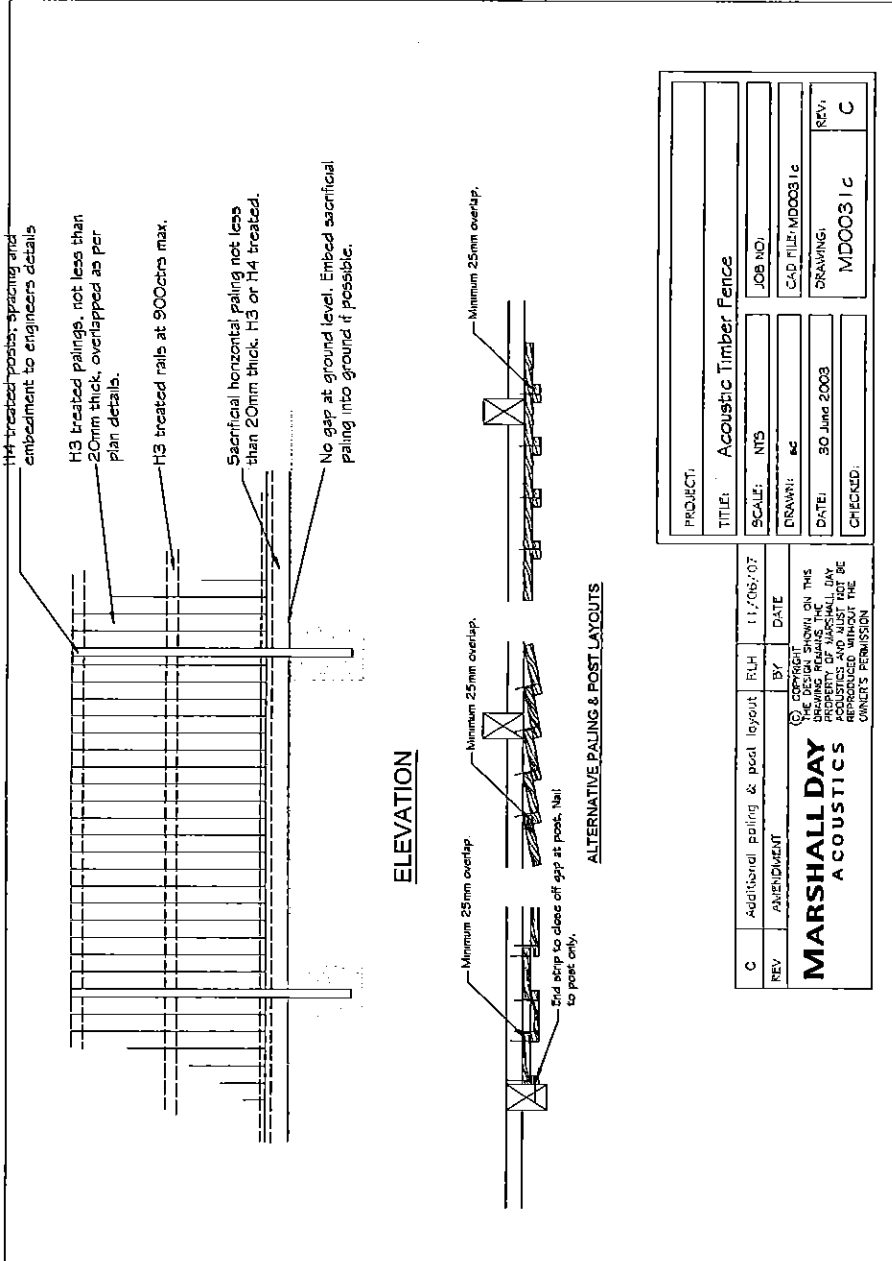 H4 treated posts, spacing and
embedment to engineers details
H3 treated palings, not less than
20mm thick, overlapped as per
plan details.
H3 treated rails at 900ctrs max.
Sacrificial horizontal paling not less
than 20mm thick. H3 or H4 treated.
No gap at ground level. Embed sacrificial
paling into ground if possible.
ELEVATION
Minimum 25mm overlap.
End strip to close off gap at post. Nail
to post only.
Minimum 25mm overlap.
Minimum 25mm overlap.
ALTERNATIVE PALING & POST LAYOUTS
C Additional paling & post layout RLH 11/06/07
REV AMENDMENT BY DATE
MARSHALL DAY
ACOUSTICS
© COPYRIGHT
THE DESIGN SHOWN ON THIS
DRAWING REMAINS THE
PROPERTY OF MARSHALL DAY
ACOUSTICS AND MUST NOT BE
REPRODUCED WITHOUT THE
OWNER'S PERMISSION
PROJECT:
TITLE: Acoustic Timber Fence
SCALE: NTS
JOB NO:
DRAWN:
CAD FILE: MD0031c
DATE: 30 June 2003
DRAWING: MD0031c
REV: C
CHECKED: